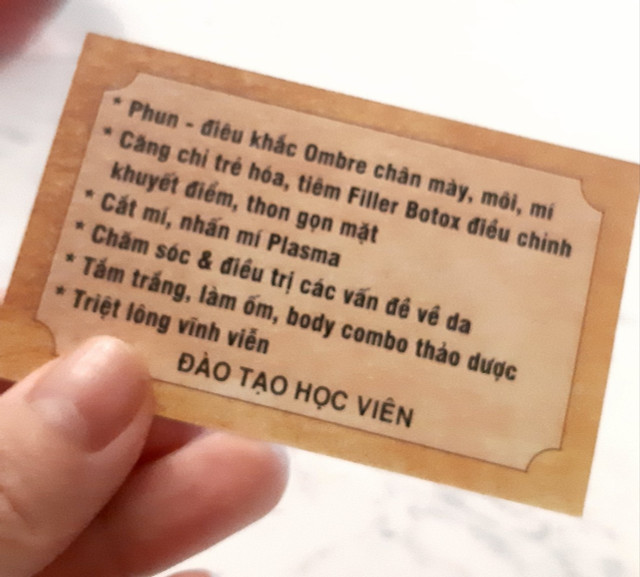 * Phun - điêu khắc Ombre chân mày, môi, mí
* Căng chỉ trẻ hóa, tiêm Filler Botox điều chỉnh
khuyết điểm, thon gọn mặt
* Cắt mí, nhấn mí Plasma
* Chăm sóc & điều trị các vấn đề về da
* Tắm trắng, làm ốm, body combo thảo dược
* Triệt lông vĩnh viễn
ĐÀO TẠO HỌC VIÊN